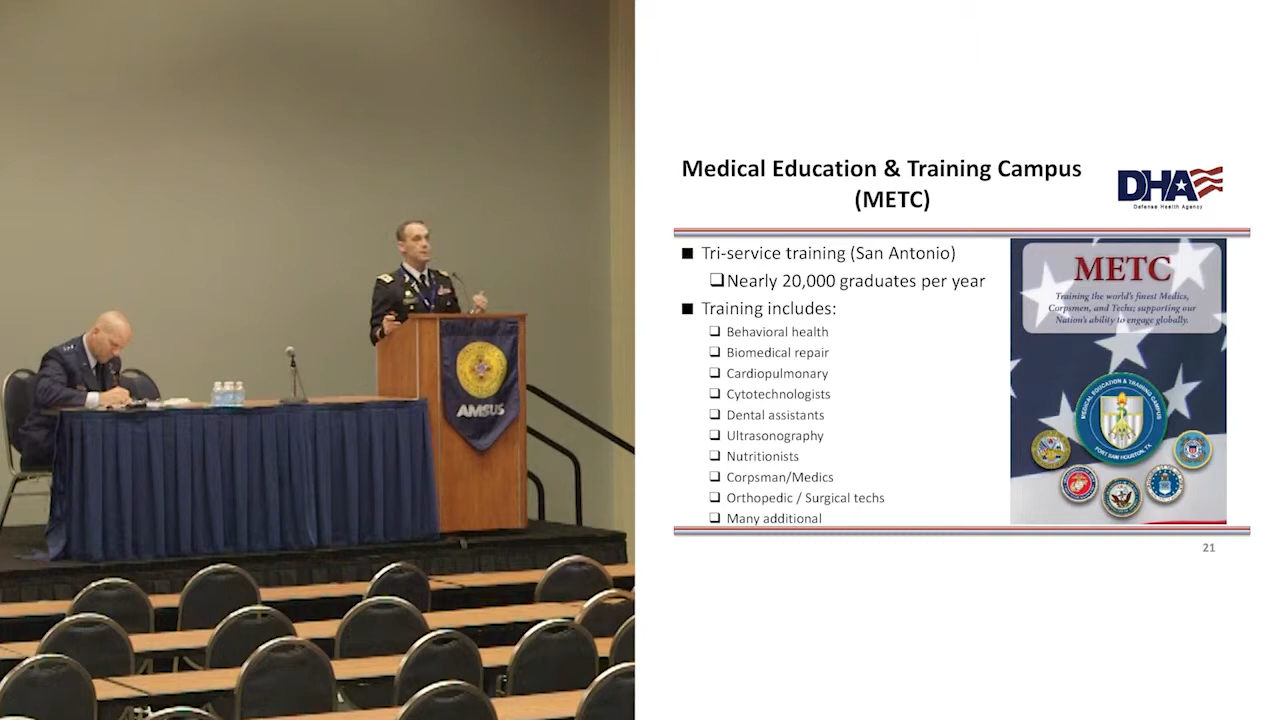 AMSUS
Medical Education & Training Campus
(METC)
DHA
Defense Health Agency
■ Tri-service training (San Antonio)
❑Nearly 20,000 graduates per year
■ Training includes:
❑ Behavioral health
❑ Biomedical repair
❑ Cardiopulmonary
❑ Cytotechnologists
❑ Dental assistants
❑ Ultrasonography
❑ Nutritionists
❑ Corpsman/Medics
❑ Orthopedic / Surgical techs
❑ Many additional
METC
Training the world's finest Medics,
Corpsmen, and Techs; supporting our
Nation's ability to engage globally.
MEDICAL EDUCATION & TRAINING CAMPUS
FORT SAM HOUSTON, TX
21